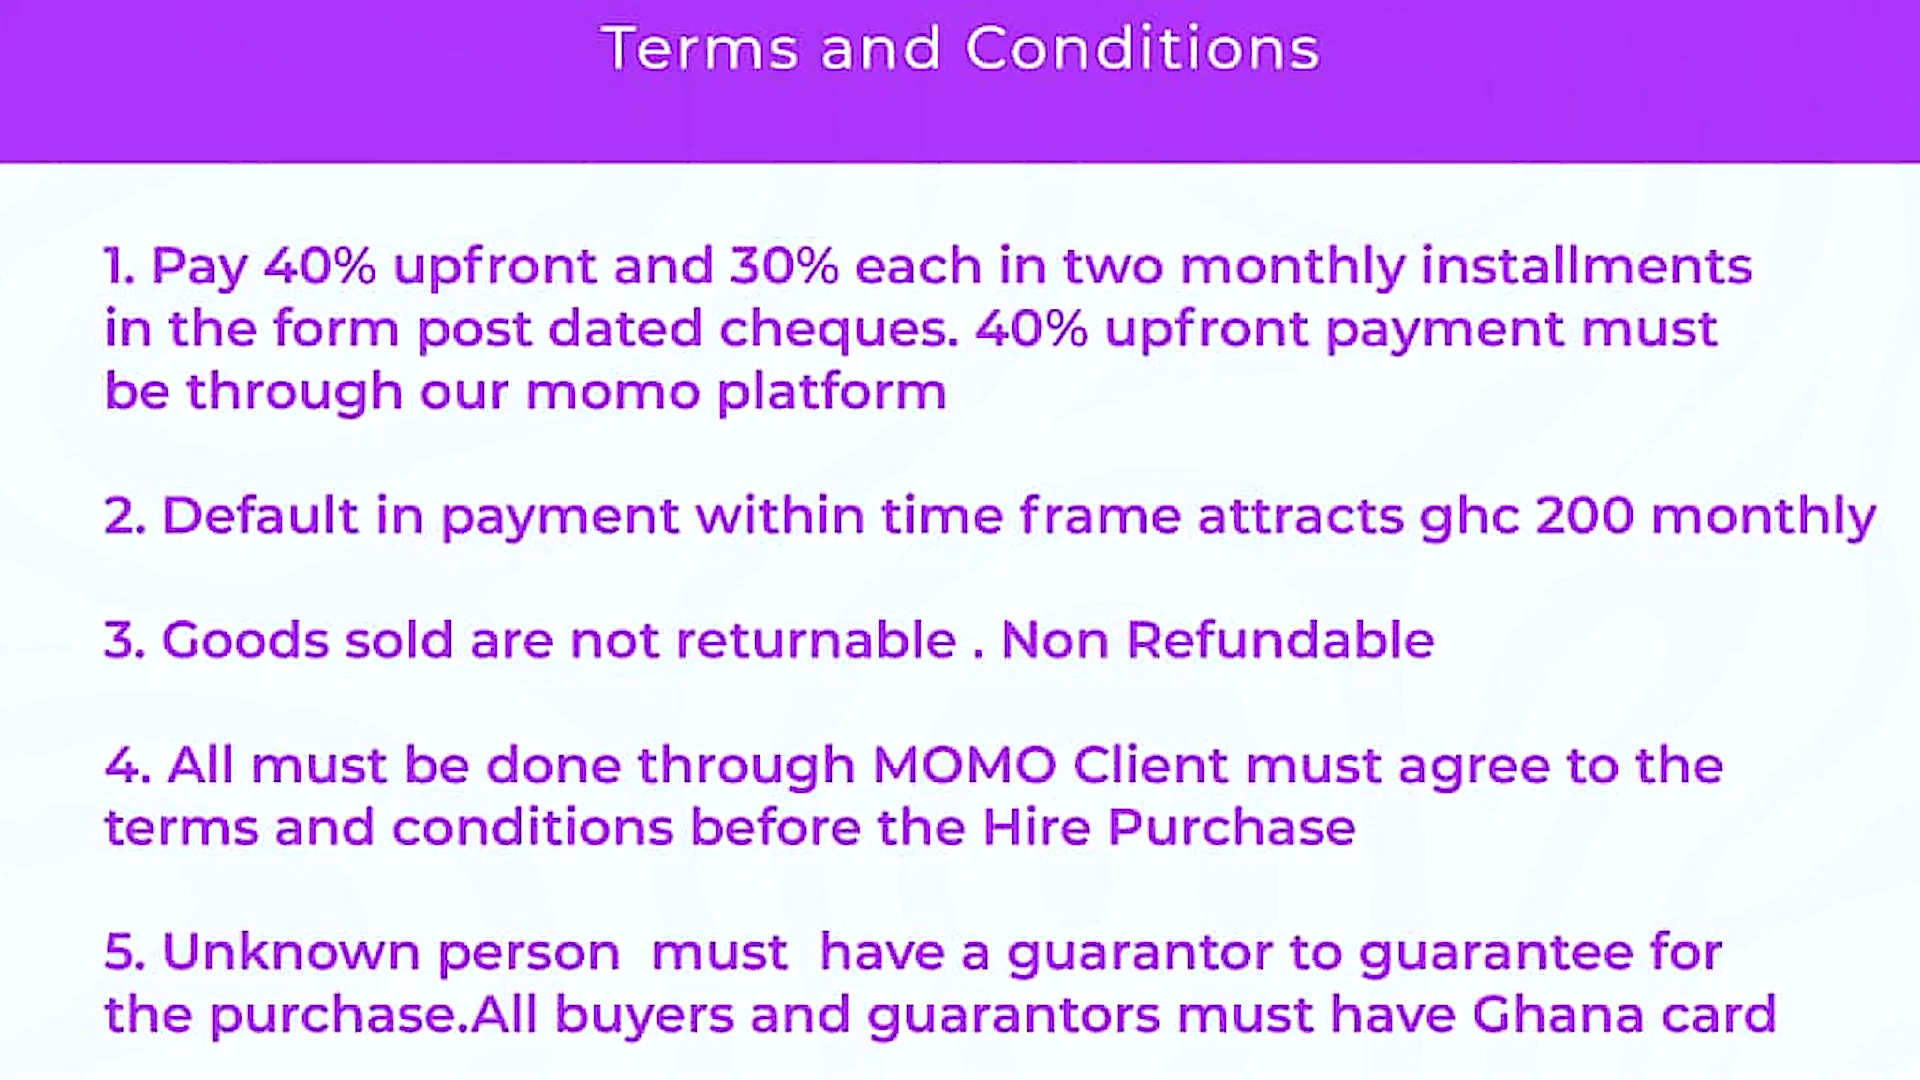 Terms and Conditions
1. Pay 40% upfront and 30% each in two monthly installments
in the form post dated cheques. 40% upfront payment must
be through our momo platform
2. Default in payment within time frame attracts ghc 200 monthly
3. Goods sold are not returnable . Non Refundable
4. All must be done through MOMO Client must agree to the
terms and conditions before the Hire Purchase
5. Unknown person  must  have a guarantor to guarantee for
the purchase.All buyers and guarantors must have Ghana card